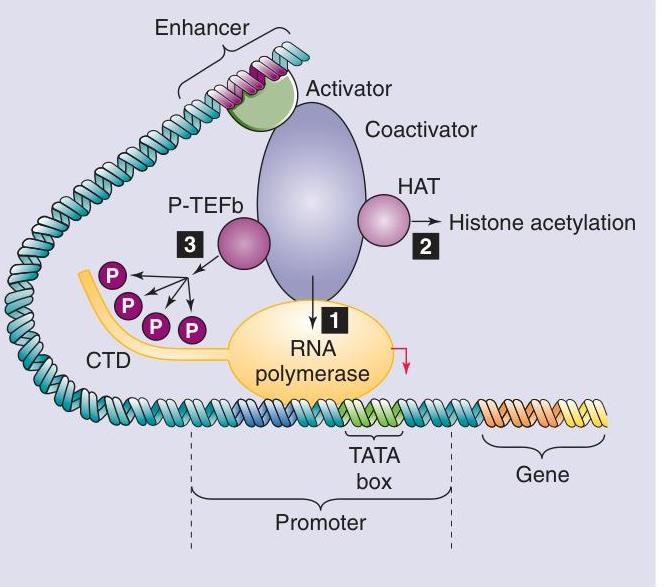 Enhancer
Activator
Coactivator
HAT
P-TEFb
Histone acetylation
3
2
P
P
P
P
1
RNA
polymerase
CTD
TATA
box
Gene
Promoter